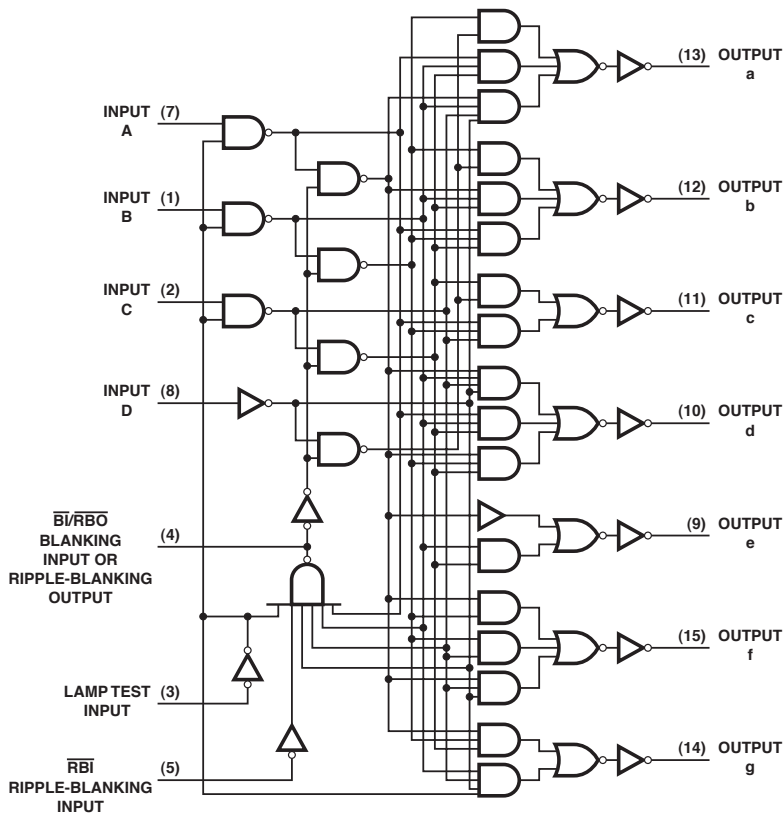 (13) OUTPUT
a
INPUT (7)
A
INPUT (1)
B
(12) OUTPUT
b
INPUT (2)
C
(11) OUTPUT
c
INPUT (8)
D
(10) OUTPUT
d
BI/RBO
BLANKING (4)
INPUT OR
RIPPLE-BLANKING
OUTPUT
(9) OUTPUT
e
(15) OUTPUT
f
LAMP TEST (3)
INPUT
(14) OUTPUT
g
RBI (5)
RIPPLE-BLANKING
INPUT